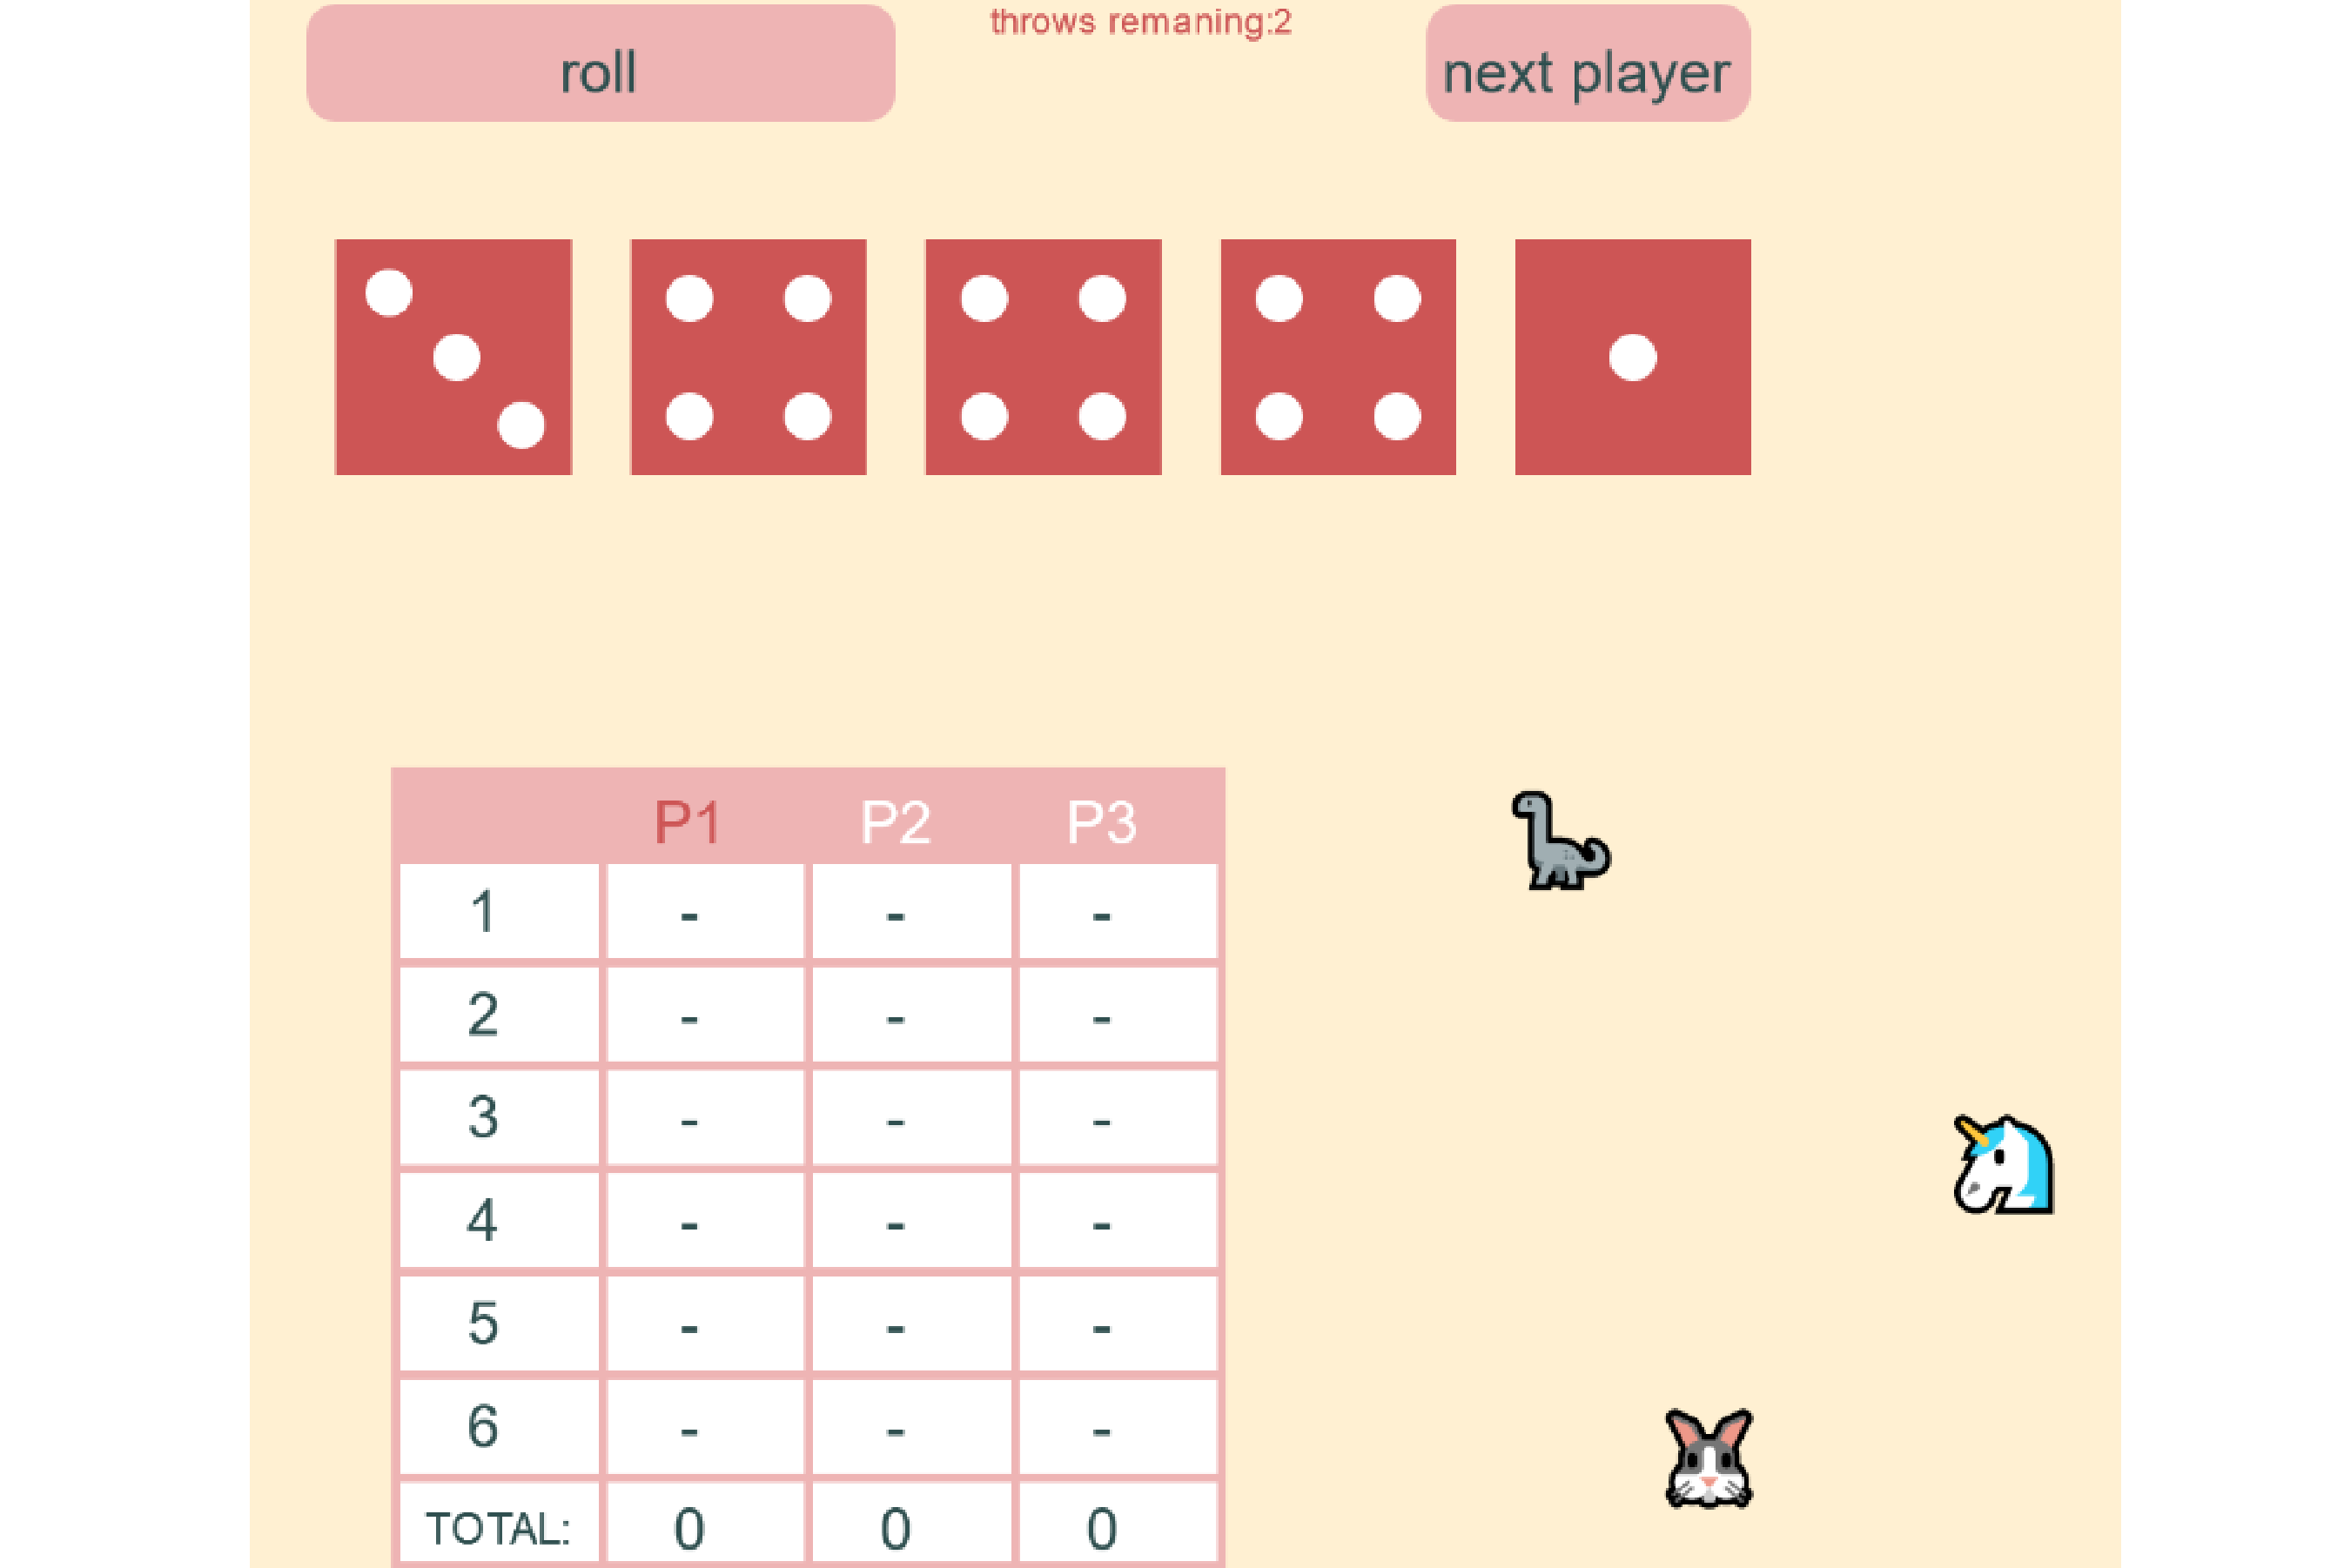 roll
throws remaning:2
next player
P1 P2 P3
1 - - -
2 - - -
3 - - -
4 - - -
5 - - -
6 - - -
TOTAL: 0 0 0